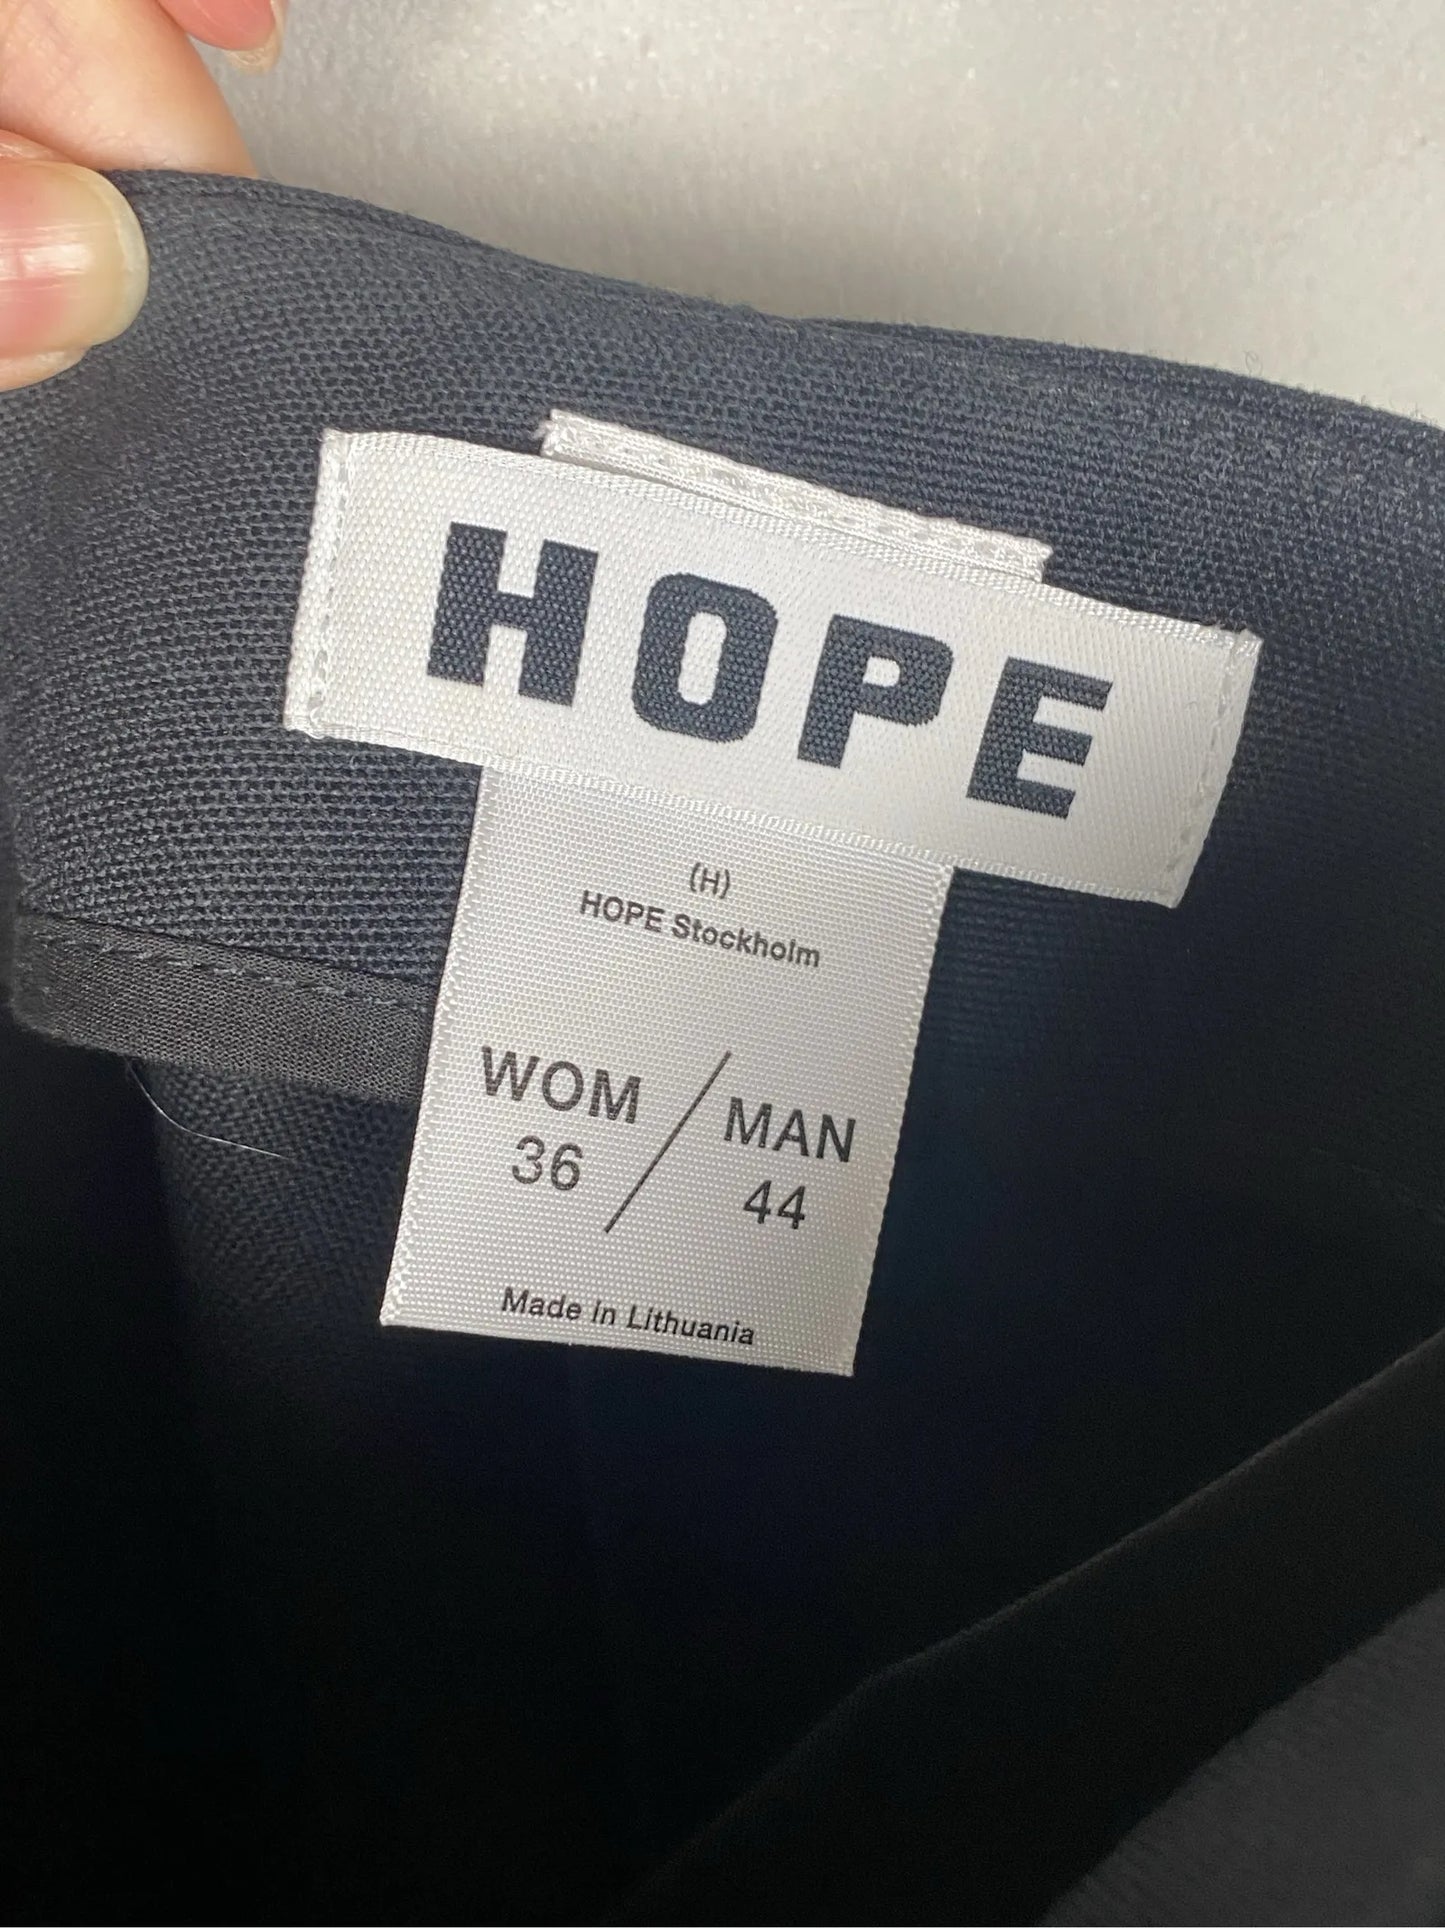 HOPE
(H)
HOPE Stockholm
WOM / MAN
36 44
Made in Lithuania